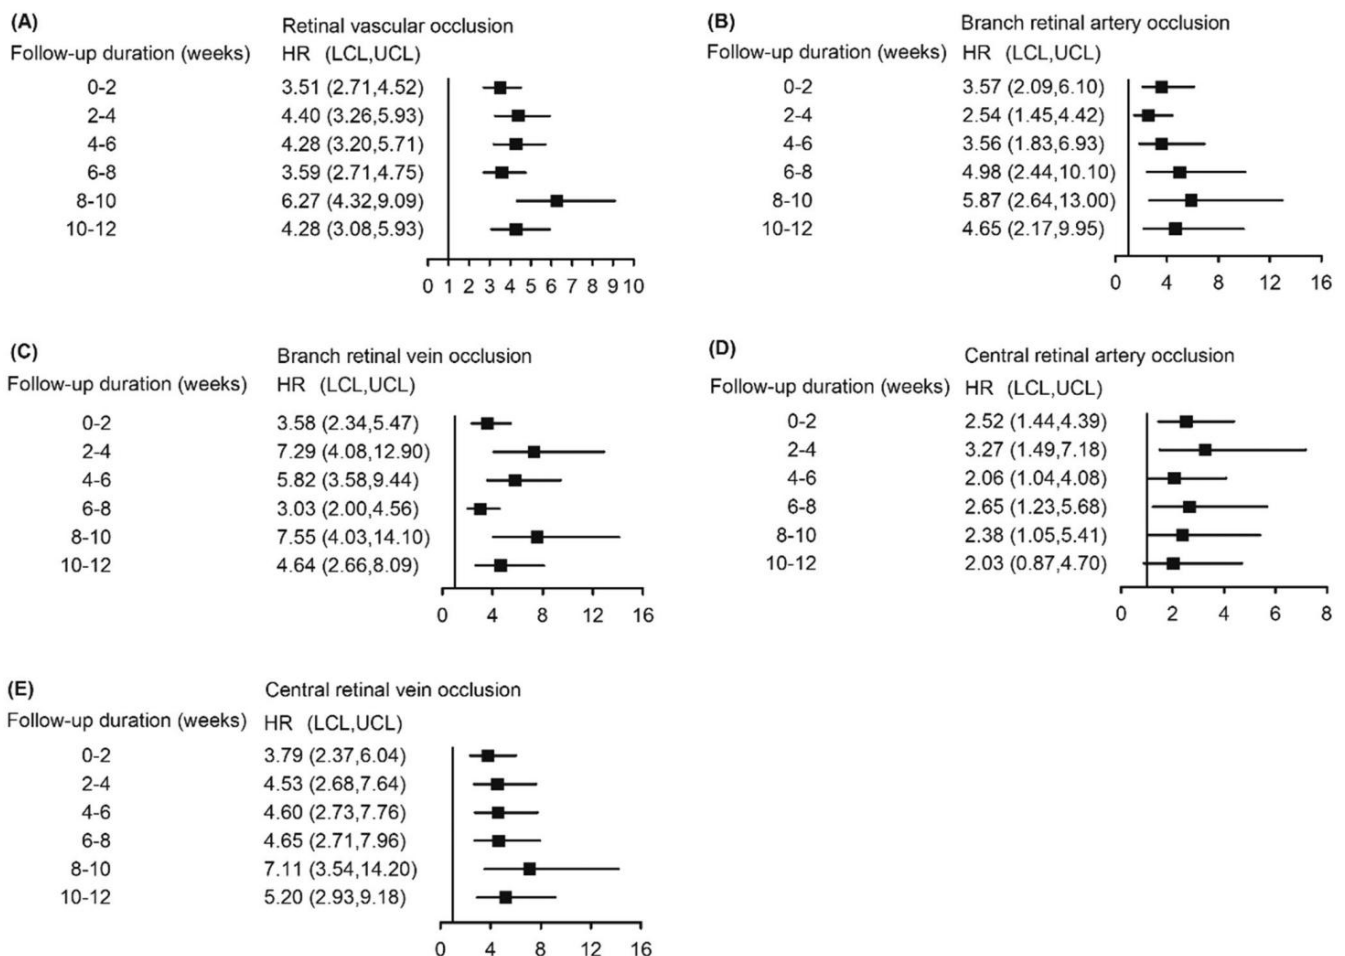 (A)
Retinal vascular occlusion
Follow-up duration (weeks) HR (LCL,UCL)
0-2 3.51 (2.71,4.52)
2-4 4.40 (3.26,5.93)
4-6 4.28 (3.20,5.71)
6-8 3.59 (2.71,4.75)
8-10 6.27 (4.32,9.09)
10-12 4.28 (3.08,5.93)
0 1 2 3 4 5 6 7 8 9 10
(B)
Branch retinal artery occlusion
Follow-up duration (weeks) HR (LCL,UCL)
0-2 3.57 (2.09,6.10)
2-4 2.54 (1.45,4.42)
4-6 3.56 (1.83,6.93)
6-8 4.98 (2.44,10.10)
8-10 5.87 (2.64,13.00)
10-12 4.65 (2.17,9.95)
0 4 8 12 16
(C)
Branch retinal vein occlusion
Follow-up duration (weeks) HR (LCL,UCL)
0-2 3.58 (2.34,5.47)
2-4 7.29 (4.08,12.90)
4-6 5.82 (3.58,9.44)
6-8 3.03 (2.00,4.56)
8-10 7.55 (4.03,14.10)
10-12 4.64 (2.66,8.09)
0 4 8 12 16
(D)
Central retinal artery occlusion
Follow-up duration (weeks) HR (LCL,UCL)
0-2 2.52 (1.44,4.39)
2-4 3.27 (1.49,7.18)
4-6 2.06 (1.04,4.08)
6-8 2.65 (1.23,5.68)
8-10 2.38 (1.05,5.41)
10-12 2.03 (0.87,4.70)
0 2 4 6 8
(E)
Central retinal vein occlusion
Follow-up duration (weeks) HR (LCL,UCL)
0-2 3.79 (2.37,6.04)
2-4 4.53 (2.68,7.64)
4-6 4.60 (2.73,7.76)
6-8 4.65 (2.71,7.96)
8-10 7.11 (3.54,14.20)
10-12 5.20 (2.93,9.18)
0 4 8 12 16